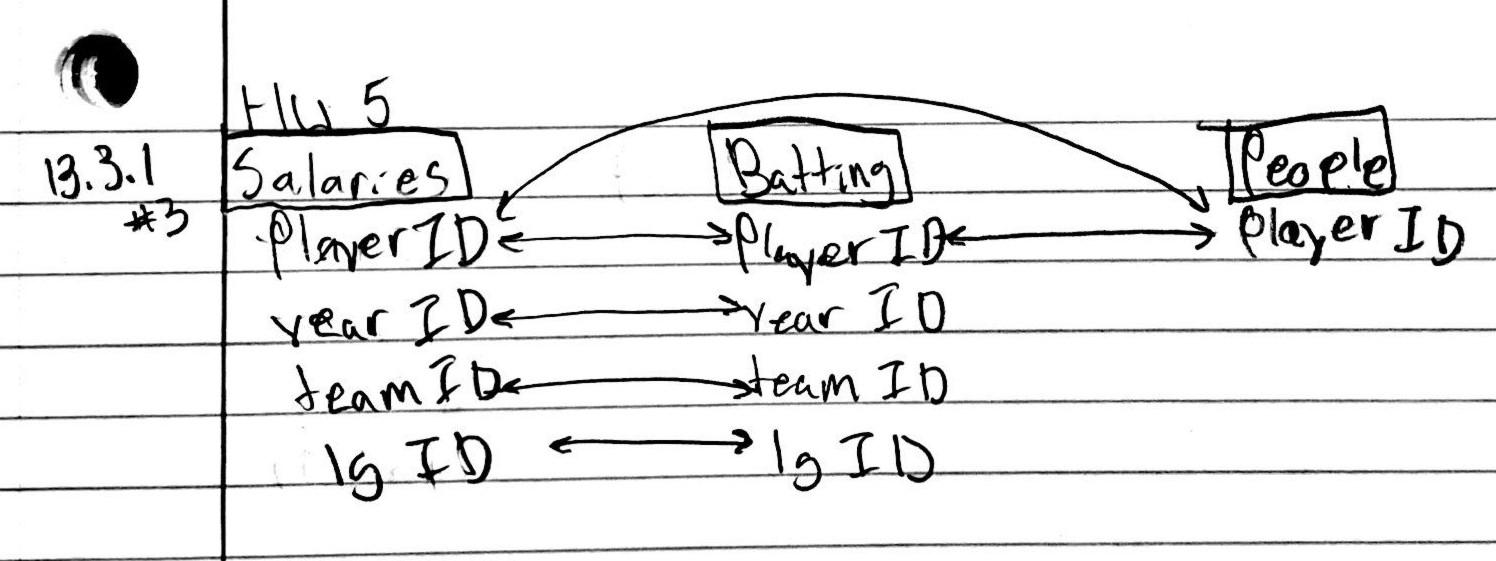 HW 5
13.3.1 Salaries Batting People
#3
playerID playerID playerID
yearID yearID
teamID teamID
lgID lgID